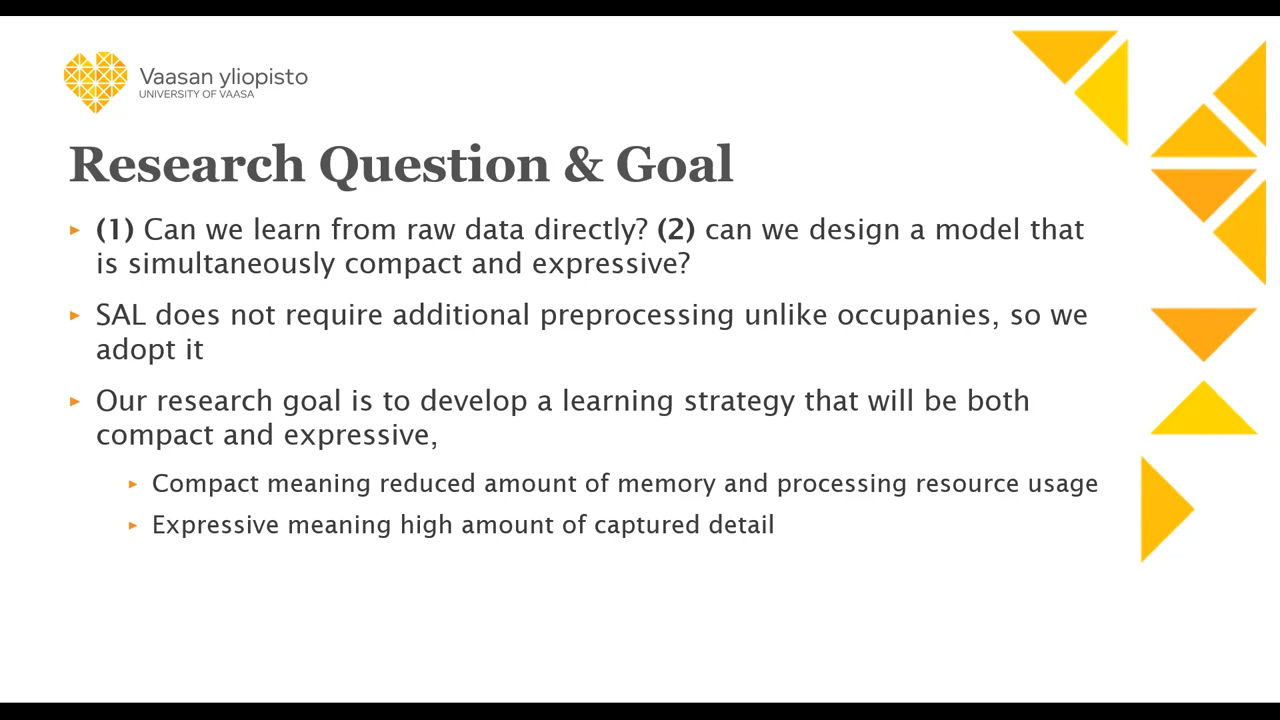 Vaasan yliopisto
UNIVERSITY OF VAASA
Research Question & Goal
(1) Can we learn from raw data directly? (2) can we design a model that
is simultaneously compact and expressive?
SAL does not require additional preprocessing unlike occupanies, so we
adopt it
Our research goal is to develop a learning strategy that will be both
compact and expressive,
Compact meaning reduced amount of memory and processing resource usage
Expressive meaning high amount of captured detail